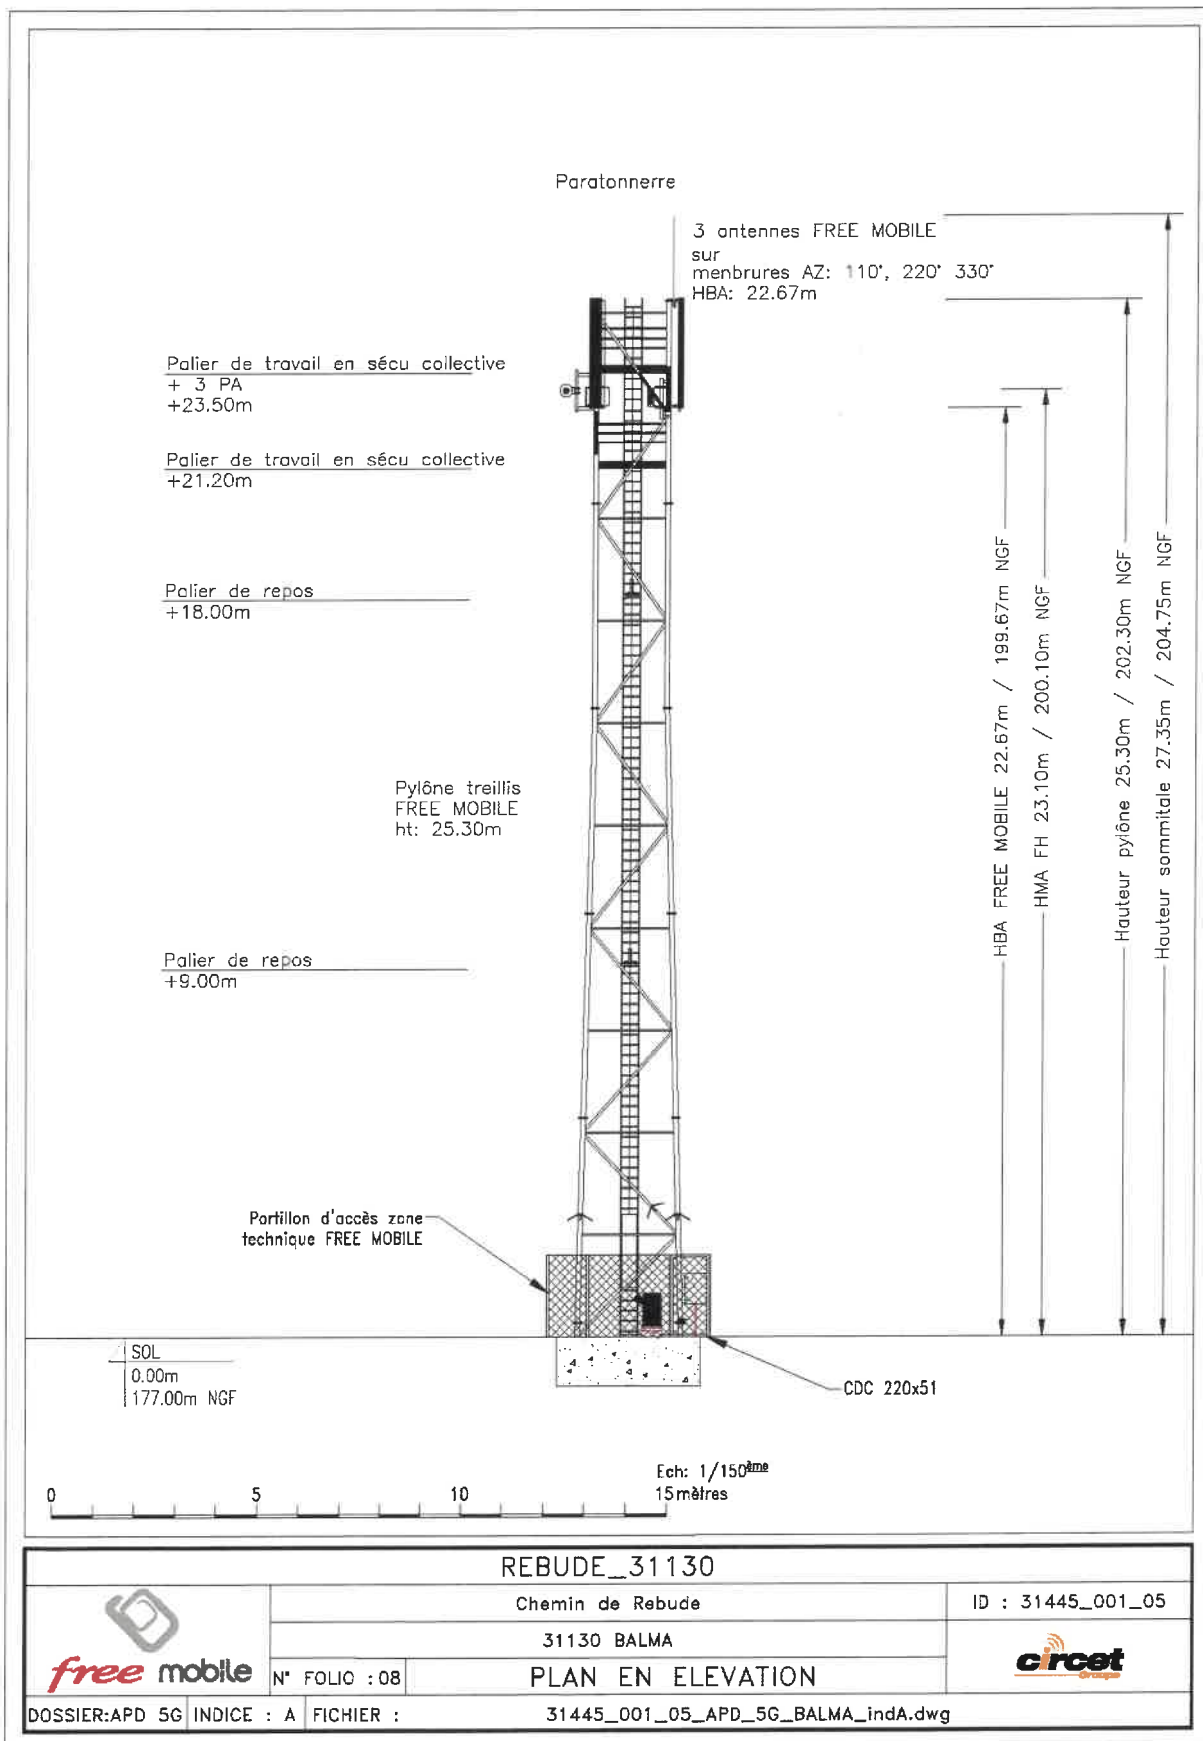 Paratonnerre
3 antennes FREE MOBILE
sur
menbrures AZ: 110°, 220° 330°
HBA: 22.67m
Palier de travail en sécu collective
+ 3 PA
+23.50m
Palier de travail en sécu collective
+21.20m
Palier de repos
+18.00m
Pylône treillis
FREE MOBILE
ht: 25.30m
Palier de repos
+9.00m
HBA FREE MOBILE 22.67m / 199.67m NGF
HMA FH 23.10m / 200.10m NGF
Hauteur pylône 25.30m / 202.30m NGF
Hauteur sommitale 27.35m / 204.75m NGF
Portillon d'accès zone
technique FREE MOBILE
SOL
0.00m
177.00m NGF
CDC 220x51
Ech: 1/150ème
0 5 10 15 mètres
REBUDE_31130
Chemin de Rebude
ID : 31445_001_05
31130 BALMA
free mobile
circet
Groupe
N° FOLIO : 08
PLAN EN ELEVATION
DOSSIER:APD 5G
INDICE : A
FICHIER :
31445_001_05_APD_5G_BALMA_indA.dwg